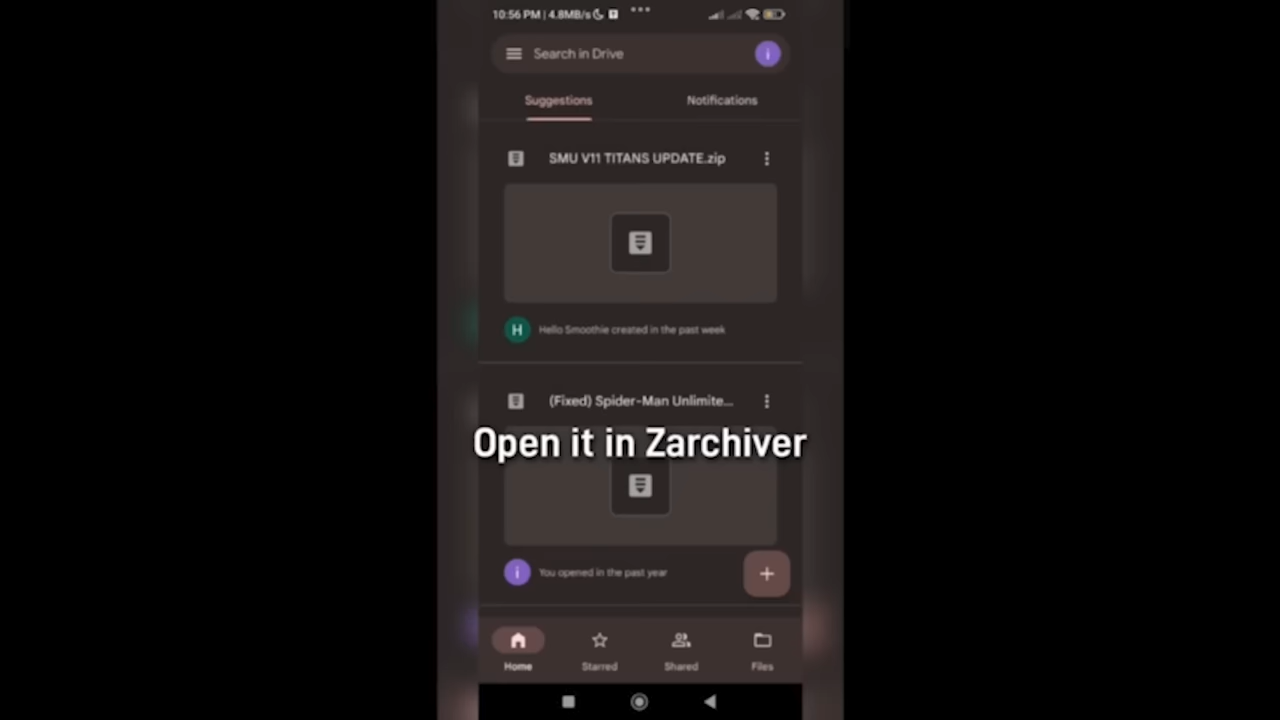 10:56 PM | 4.8MB/s
Search in Drive
i
Suggestions
Notifications
SMU V11 TITANS UPDATE.zip
H
Hello Smoothie created in the past week
(Fixed) Spider-Man Unlimite...
Open it in Zarchiver
i
You opened in the past year
Home
Starred
Shared
Files